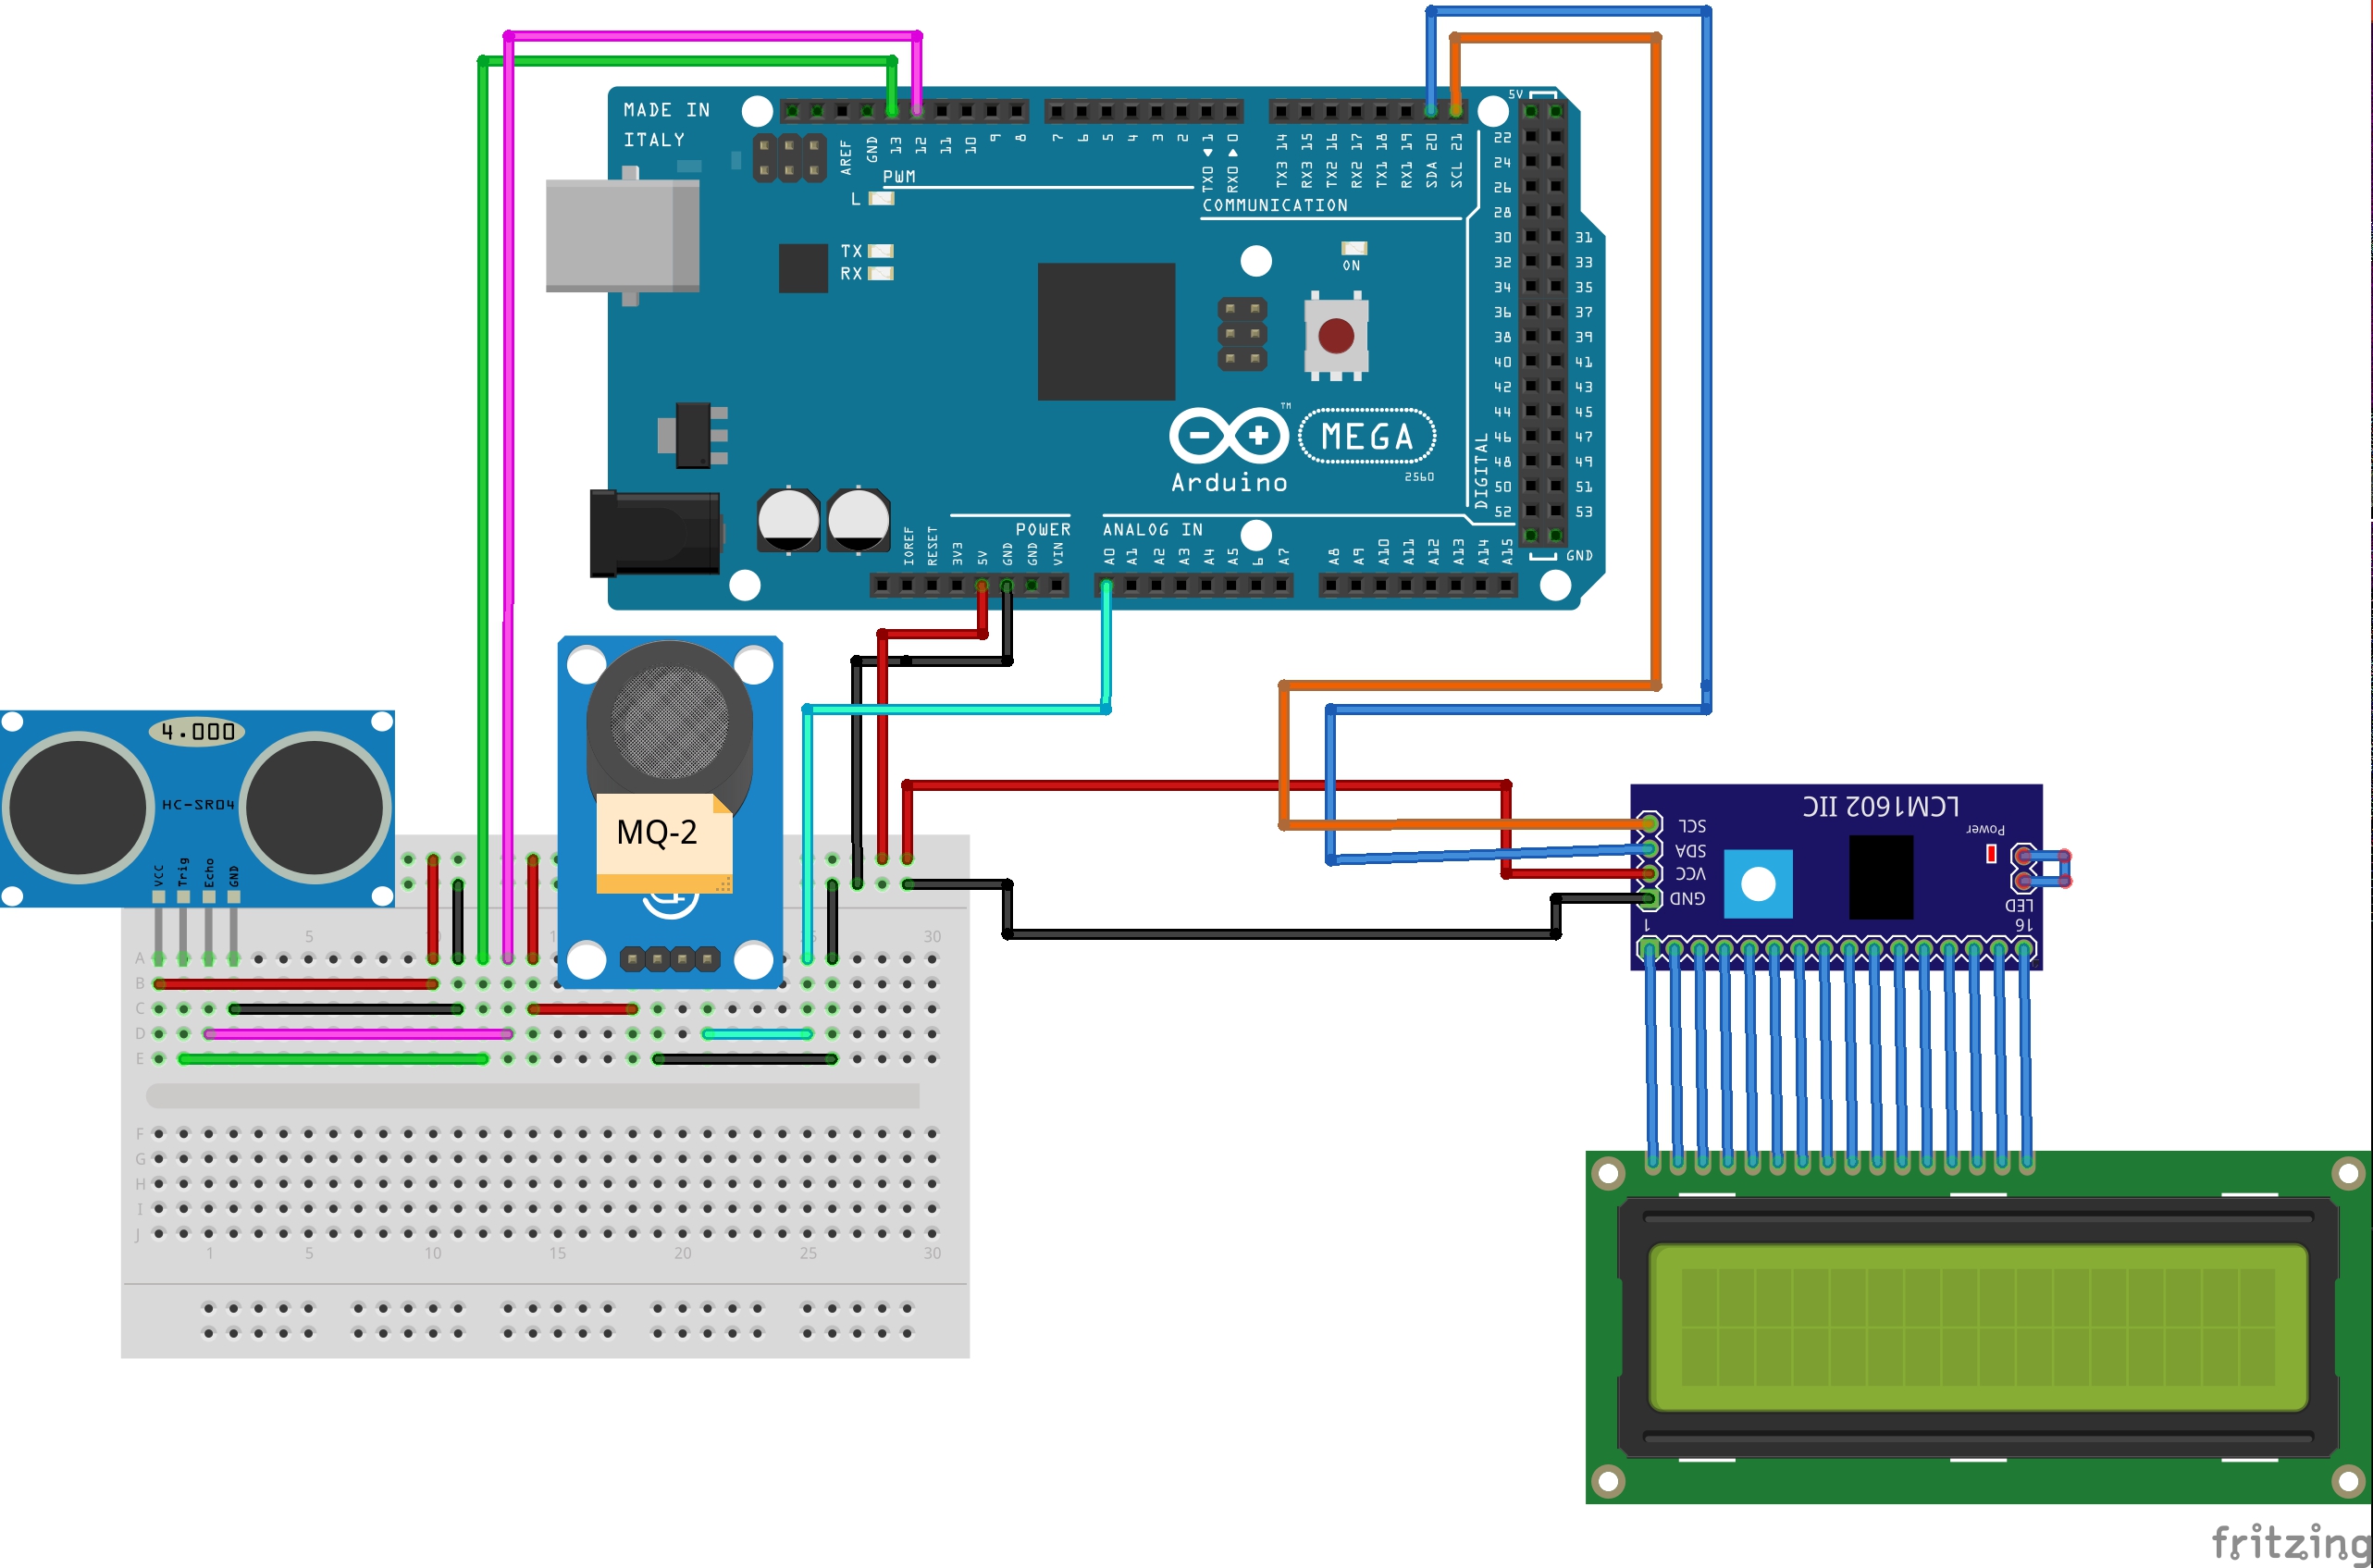 MADE IN
ITALY
AREF
GND
13
12
11
10
9
8
7
6
5
4
3
2
TX0 1
RX0 0
TX3 14
RX3 15
TX2 16
RX2 17
TX1 18
RX1 19
SDA 20
SCL 21
5V
PWM
L
COMMUNICATION
TX
RX
ON
22
24
26
28
30 31
32 33
34 35
36 37
38 39
40 41
42 43
44 45
46 47
48 49
50 51
52 53
GND
DIGITAL
TM
MEGA
2560
Arduino
POWER
ANALOG IN
IOREF
RESET
3V3
5V
GND
GND
VIN
A0
A1
A2
A3
A4
A5
6
A7
A8
A9
A10
A11
A12
A13
A14
A15
4.000
HC-SR04
VCC
Trig
Echo
GND
MQ-2
LCM1602 IIC
SCL
SDA
VCC
GND
Power
LED
1
16
5
30
A
B
C
D
E
F
G
H
I
J
1 5 10 15 20 25 30
fritzing